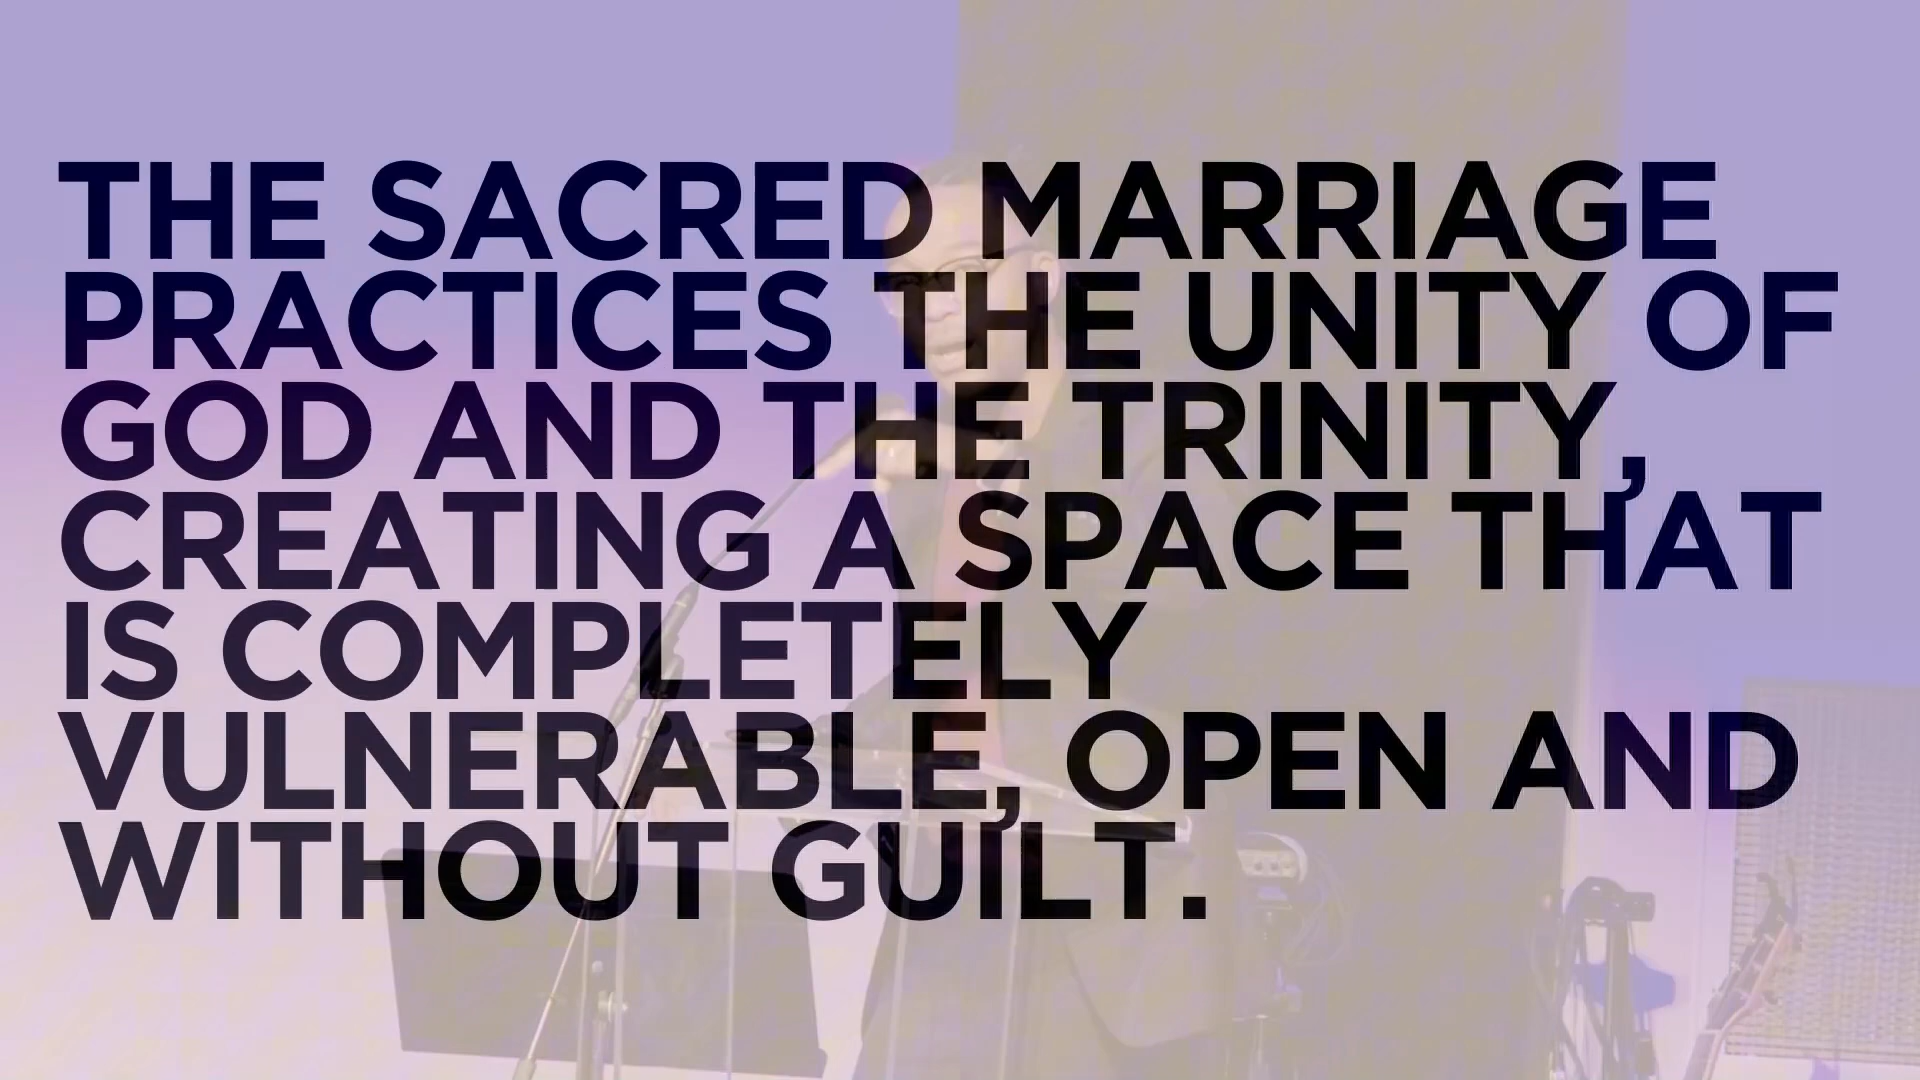 THE SACRED MARRIAGE
PRACTICES THE UNITY OF
GOD AND THE TRINITY,
CREATING A SPACE THAT
IS COMPLETELY
VULNERABLE, OPEN AND
WITHOUT GUILT.